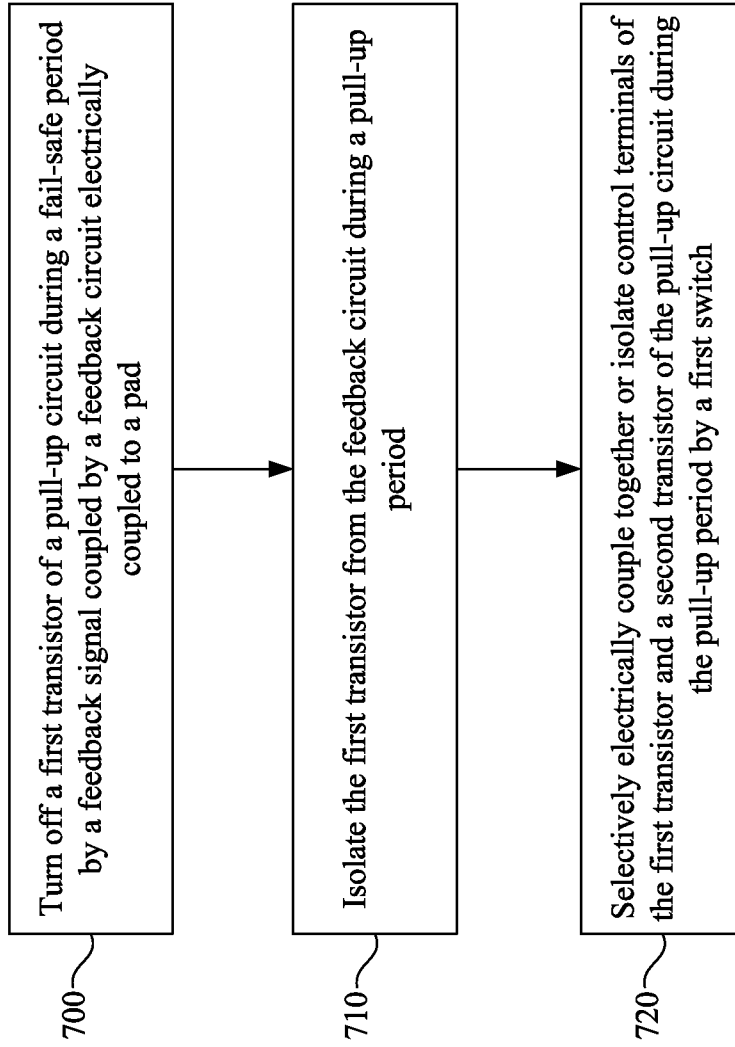 700
Turn off a first transistor of a pull-up circuit during a fail-safe period
by a feedback signal coupled by a feedback circuit electrically
coupled to a pad
710
Isolate the first transistor from the feedback circuit during a pull-up
period
720
Selectively electrically couple together or isolate control terminals of
the first transistor and a second transistor of the pull-up circuit during
the pull-up period by a first switch